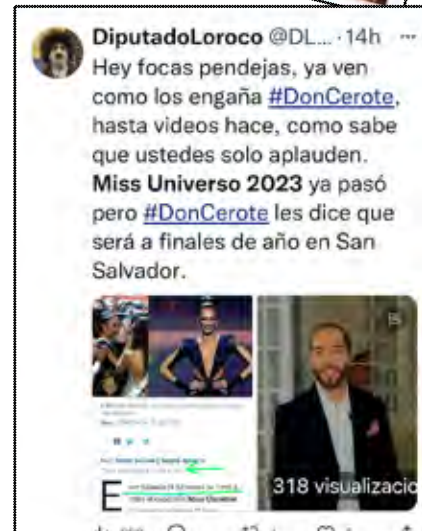 DiputadoLoroco @DL... · 14h ...
Hey focas pendejas, ya ven
como los engaña #DonCerote,
hasta videos hace, como sabe
que ustedes solo aplauden.
Miss Universo 2023 ya pasó
pero #DonCerote les dice que
será a finales de año en San
Salvador.
318 visualizacio